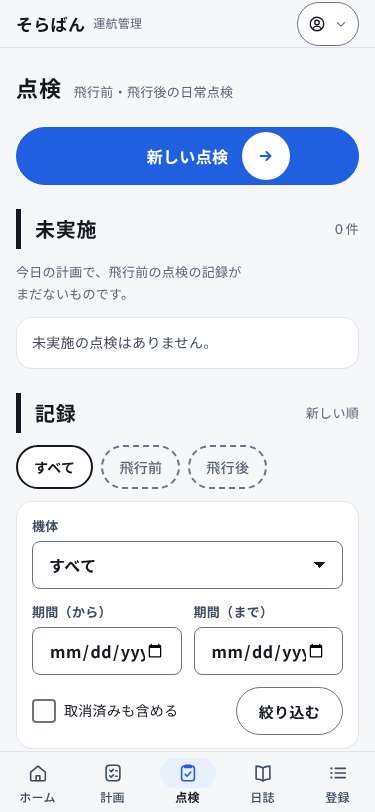 そらばん 運航管理
点検 飛行前・飛行後の日常点検
新しい点検
未実施 0 件
今日の計画で、飛行前の点検の記録が
まだないものです。
未実施の点検はありません。
記録 新しい順
すべて 飛行前 飛行後
機体
すべて
期間（から） 期間（まで）
mm/dd/yyy mm/dd/yyy
取消済みも含める 絞り込む
ホーム 計画 点検 日誌 登録